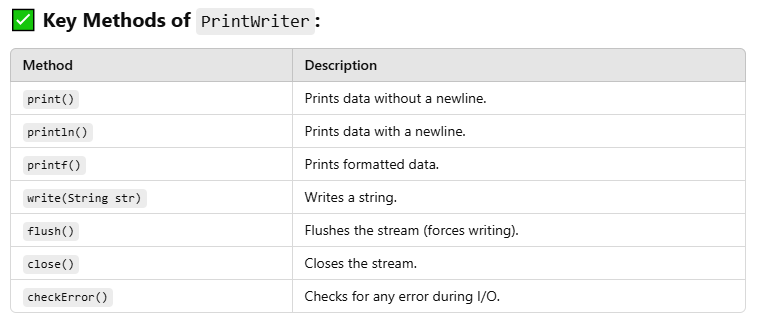 ✅ Key Methods of PrintWriter:
Method Description
print() Prints data without a newline.
println() Prints data with a newline.
printf() Prints formatted data.
write(String str) Writes a string.
flush() Flushes the stream (forces writing).
close() Closes the stream.
checkError() Checks for any error during I/O.